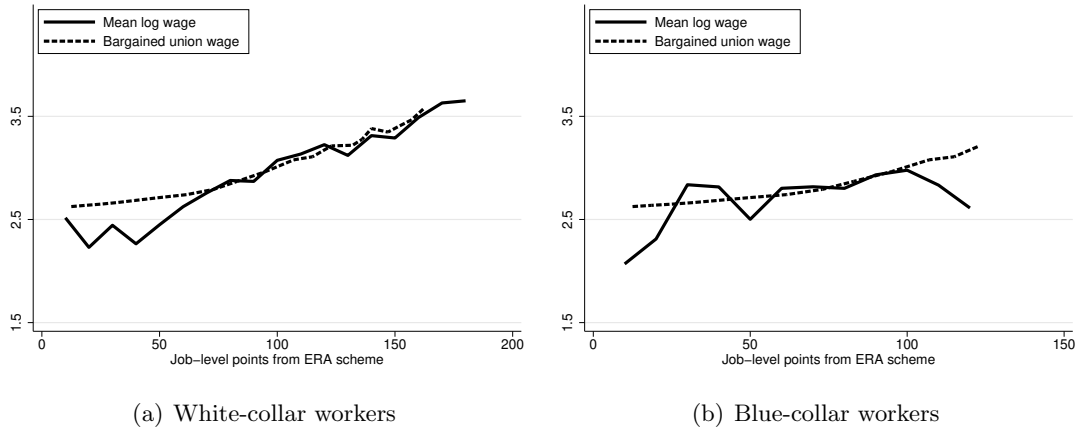 Mean log wage
Bargained union wage
3.5
2.5
1.5
0 50 100 150 200
Job-level points from ERA scheme
(a) White-collar workers
Mean log wage
Bargained union wage
3.5
2.5
1.5
0 50 100 150
Job-level points from ERA scheme
(b) Blue-collar workers